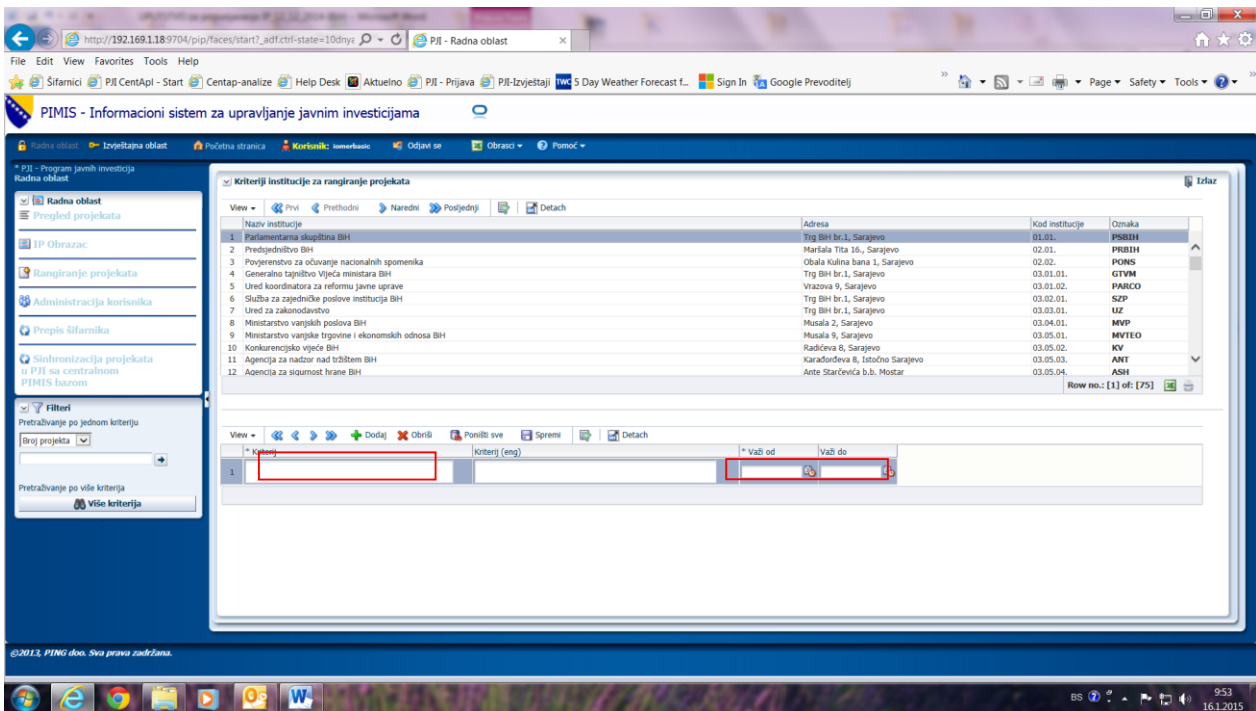 http://192.169.1.18:9704/pip/faces/start?_adf.ctrl-state=10dnyz
PJI - Radna oblast
File Edit View Favorites Tools Help
Šifarnici PJI CentApl - Start Centap-analize Help Desk Aktuelno PJI - Prijava PJI-Izvještaji TWC 5 Day Weather Forecast f... Sign In Google Prevoditelj Page Safety Tools
PIMIS - Informacioni sistem za upravljanje javnim investicijama
Radna oblast Izvještajna oblast Početna stranica Korisnik: iomerbasic Odjavi se Obrasci Pomoć
* PJI - Program javnih investicija
Radna oblast
Radna oblast
Pregled projekata
IP Obrazac
Rangiranje projekata
Administracija korisnika
Prepis šifarnika
Sinhronizacija projekata
u PJI sa centralnom
PIMIS bazom
Filteri
Pretraživanje po jednom kriteriju
Broj projekta
Pretraživanje po više kriterija
Više kriterija
Kriteriji institucije za rangiranje projekata Izlaz
View Prvi Prethodni Naredni Posljednji Detach
Naziv institucije Adresa Kod institucije Oznaka
1 Parlamentarna skupština BiH Trg BiH br.1, Sarajevo 01.01. PSBIH
2 Predsjedništvo BiH Maršala Tita 16., Sarajevo 02.01. PRBIH
3 Povjerenstvo za očuvanje nacionalnih spomenika Obala Kulina bana 1, Sarajevo 02.02. PONS
4 Generalno tajništvo Vijeća ministara BiH Trg BiH br.1, Sarajevo 03.01.01. GTVM
5 Ured koordinatora za reformu javne uprave Vrazova 9, Sarajevo 03.01.02. PARCO
6 Služba za zajedničke poslove institucija BiH Trg BiH br.1, Sarajevo 03.02.01. SZP
7 Ured za zakonodavstvo Trg BiH br.1, Sarajevo 03.03.01. UZ
8 Ministarstvo vanjskih poslova BiH Musala 2, Sarajevo 03.04.01. MVP
9 Ministarstvo vanjske trgovine i ekonomskih odnosa BiH Musala 9, Sarajevo 03.05.01. MVTEO
10 Konkurencijsko vijeće BiH Radićeva 8, Sarajevo 03.05.02. KV
11 Agencija za nadzor nad tržištem BiH Karađorđeva 8, Istočno Sarajevo 03.05.03. ANT
12 Agencija za sigurnost hrane BiH Ante Starčevića b.b. Mostar 03.05.04. ASH
Row no.: [1] of: [75]
View Dodaj Obriši Poništi sve Spremi Detach
* Kriterij Kriterij (eng) * Važi od Važi do
1
©2013, PING doo. Sva prava zadržana.
BS 9:53
16.1.2015